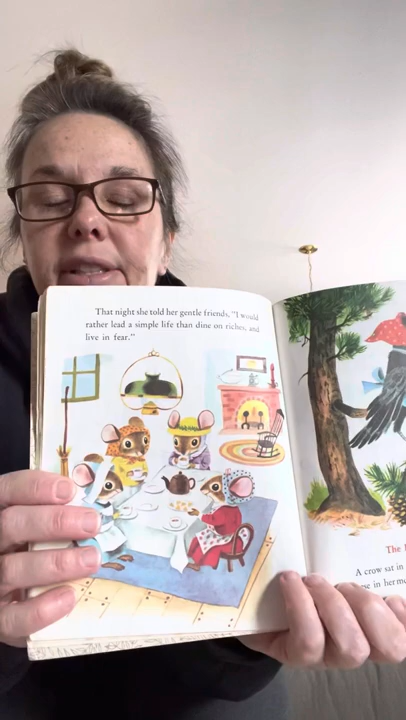 That night she told her gentle friends, "I would
rather lead a simple life than dine on riches, and
live in fear."
The
A crow sat in
in her mo